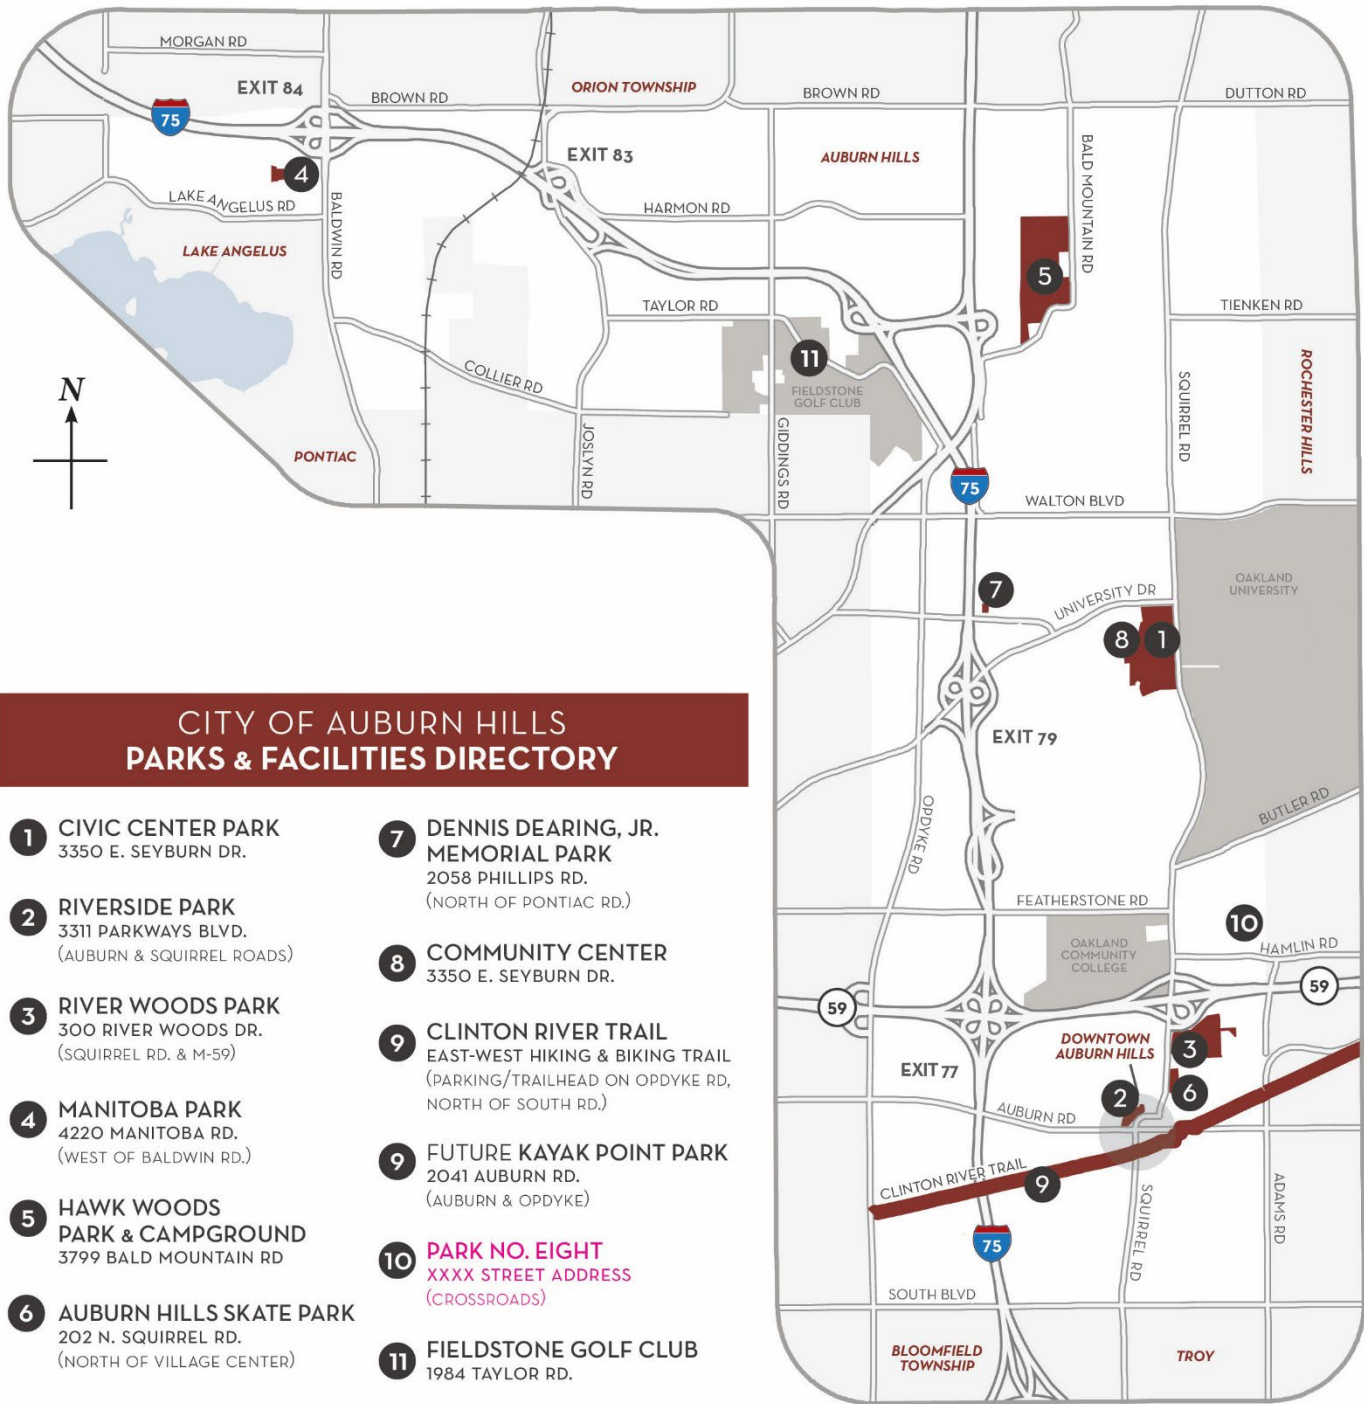 MORGAN RD
EXIT 84
75
BROWN RD
ORION TOWNSHIP
BROWN RD
DUTTON RD
EXIT 83
AUBURN HILLS
BALD MOUNTAIN RD
4
LAKE ANGELUS RD
BALDWIN RD
HARMON RD
LAKE ANGELUS
5
TAYLOR RD
TIENKEN RD
11
FIELDSTONE
GOLF CLUB
COLLIER RD
N
SQUIRREL RD
ROCHESTER HILLS
PONTIAC
JOSLYN RD
GIDDINGS RD
75
WALTON BLVD
OAKLAND
UNIVERSITY
7
UNIVERSITY DR
8
1
EXIT 79
OPDYKE RD
BUTLER RD
FEATHERSTONE RD
10
HAMLIN RD
OAKLAND
COMMUNITY
COLLEGE
59
59
DOWNTOWN
AUBURN HILLS
3
EXIT 77
2
6
AUBURN RD
CLINTON RIVER TRAIL
9
SQUIRREL RD
ADAMS RD
75
SOUTH BLVD
BLOOMFIELD
TOWNSHIP
TROY
CITY OF AUBURN HILLS
PARKS & FACILITIES DIRECTORY
1 CIVIC CENTER PARK
3350 E. SEYBURN DR.
2 RIVERSIDE PARK
3311 PARKWAYS BLVD.
(AUBURN & SQUIRREL ROADS)
3 RIVER WOODS PARK
300 RIVER WOODS DR.
(SQUIRREL RD. & M-59)
4 MANITOBA PARK
4220 MANITOBA RD.
(WEST OF BALDWIN RD.)
5 HAWK WOODS
PARK & CAMPGROUND
3799 BALD MOUNTAIN RD
6 AUBURN HILLS SKATE PARK
202 N. SQUIRREL RD.
(NORTH OF VILLAGE CENTER)
7 DENNIS DEARING, JR.
MEMORIAL PARK
2058 PHILLIPS RD.
(NORTH OF PONTIAC RD.)
8 COMMUNITY CENTER
3350 E. SEYBURN DR.
9 CLINTON RIVER TRAIL
EAST-WEST HIKING & BIKING TRAIL
(PARKING/TRAILHEAD ON OPDYKE RD,
NORTH OF SOUTH RD.)
9 FUTURE KAYAK POINT PARK
2041 AUBURN RD.
(AUBURN & OPDYKE)
10 PARK NO. EIGHT
XXXX STREET ADDRESS
(CROSSROADS)
11 FIELDSTONE GOLF CLUB
1984 TAYLOR RD.